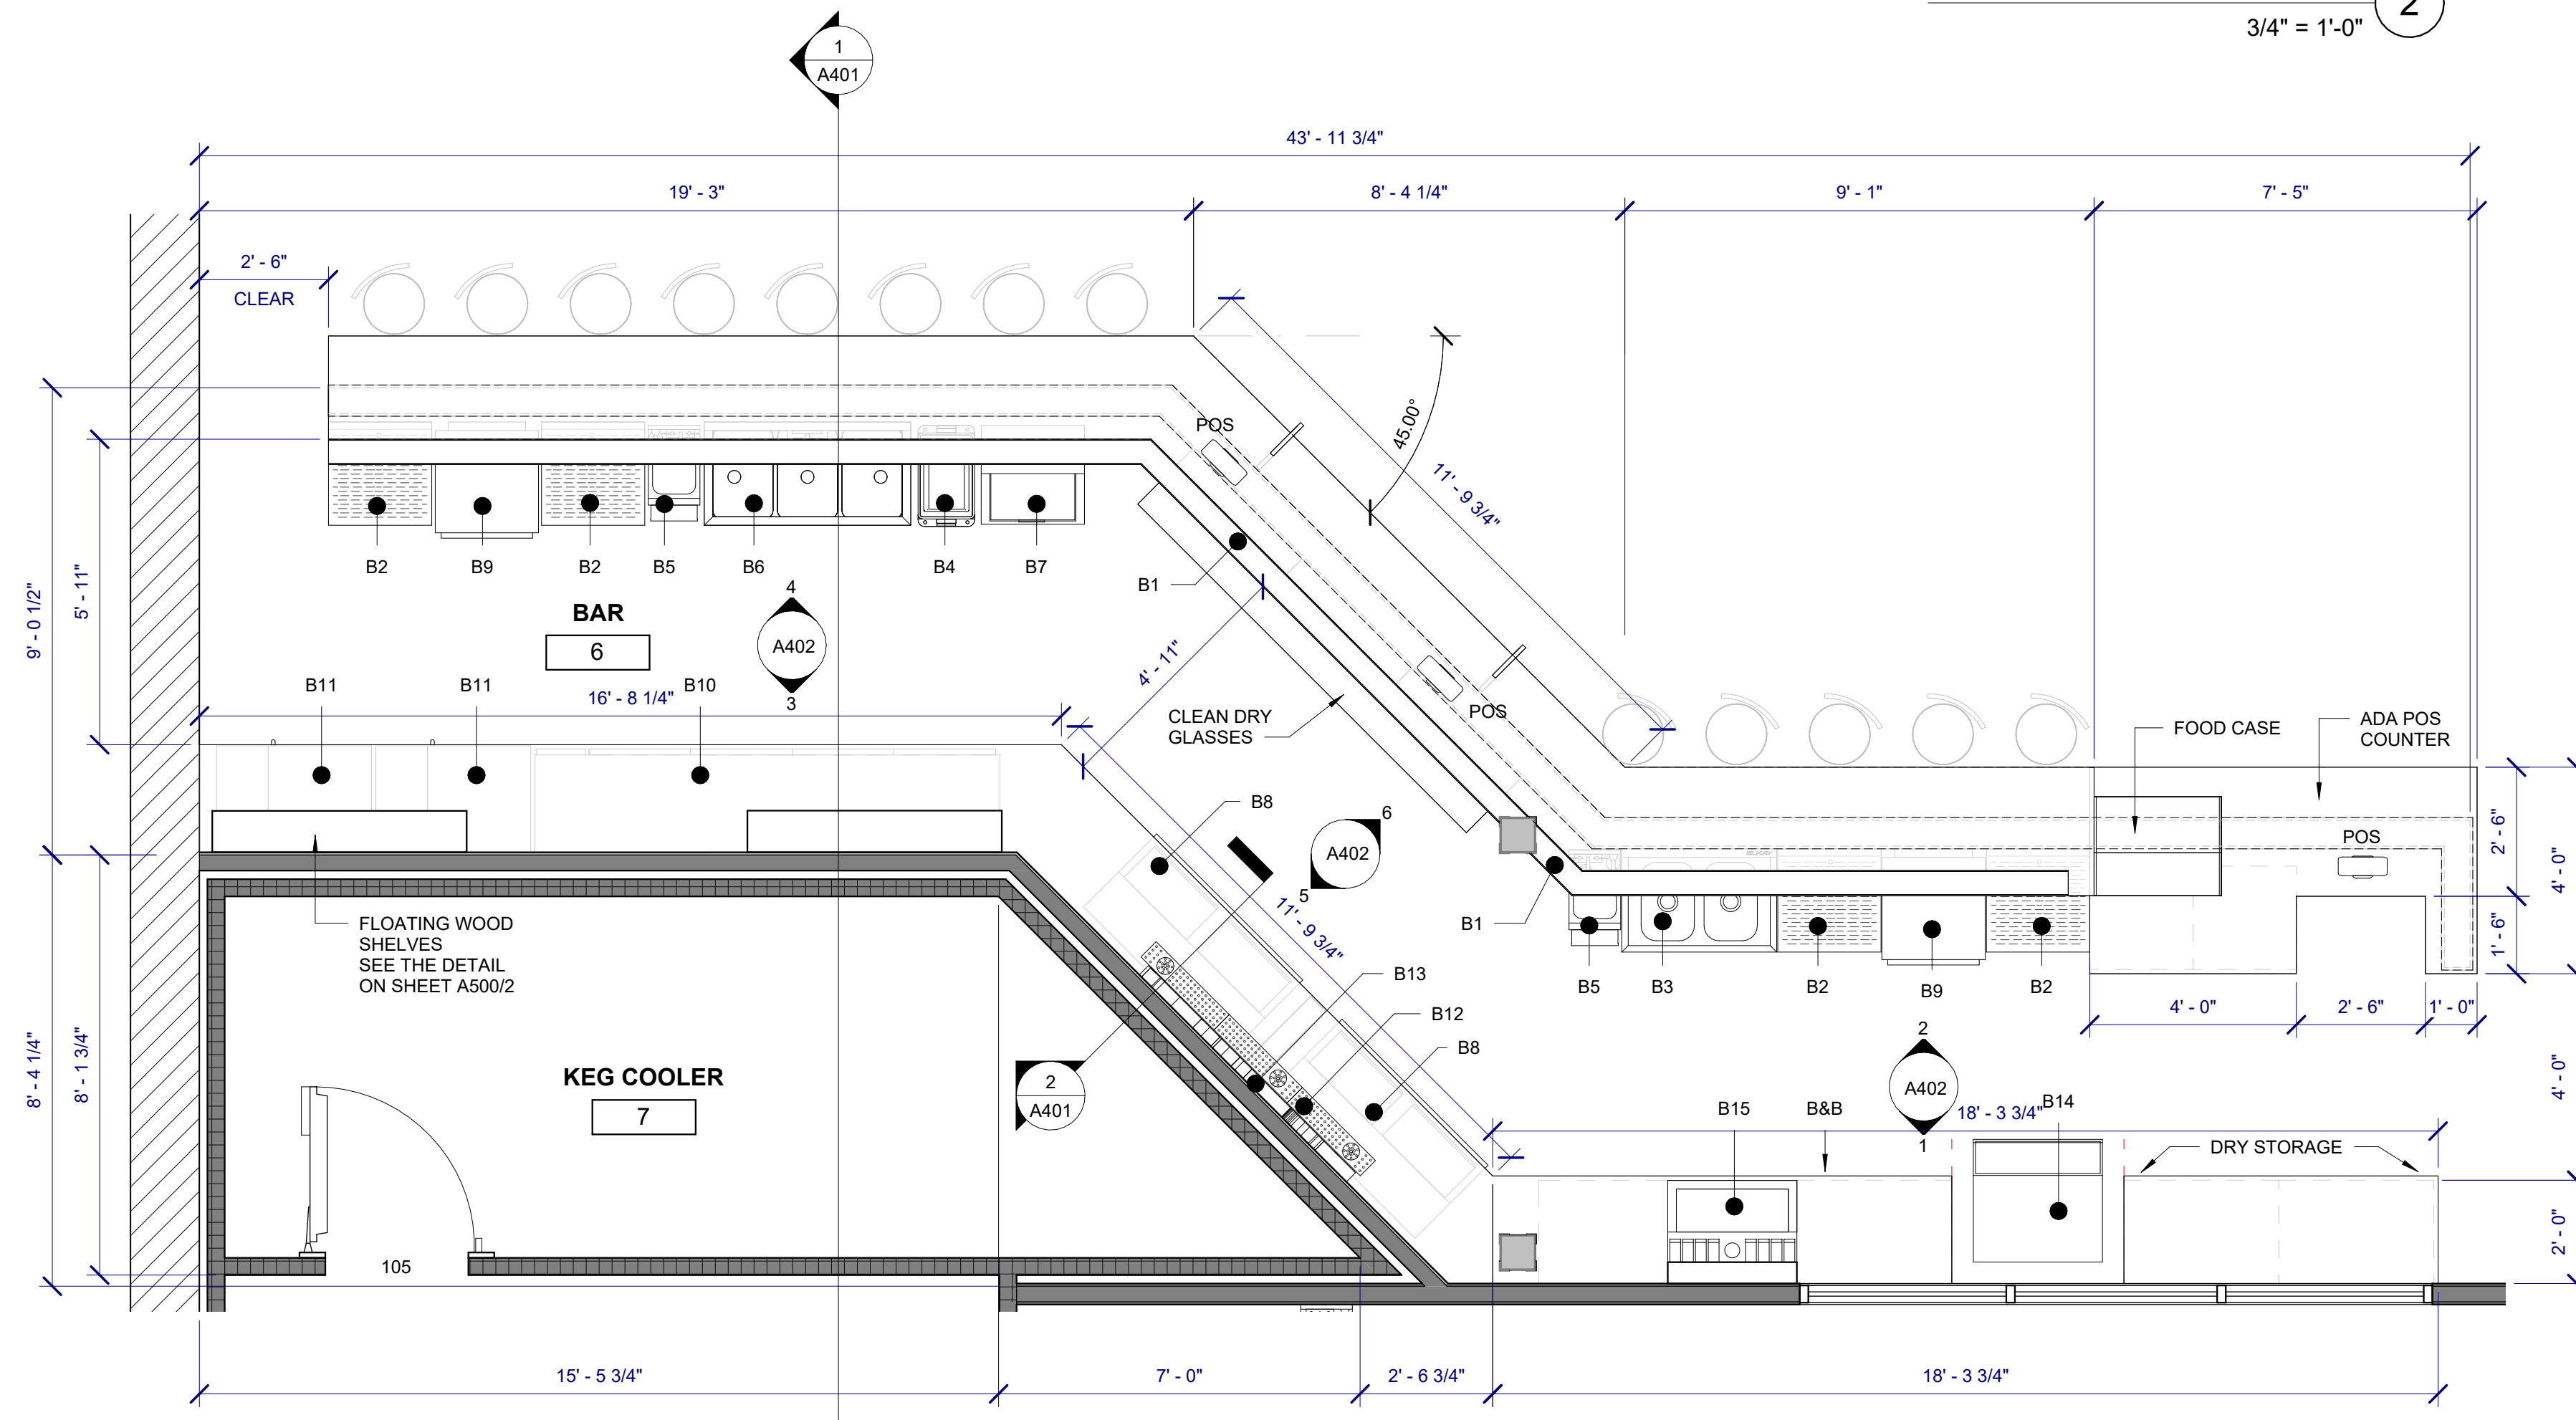 2
3/4" = 1'-0"
1
A401
43' - 11 3/4"
19' - 3"
8' - 4 1/4"
9' - 1"
7' - 5"
2' - 6"
CLEAR
45.00°
POS
11' - 9 3/4"
9' - 0 1/2"
5' - 11"
B2
B9
B2
B5
B6
B4
B7
B1
BAR
6
4
A402
3
4' - 11"
B11
B11
16' - 8 1/4"
B10
CLEAN DRY
GLASSES
POS
FOOD CASE
ADA POS
COUNTER
POS
2' - 6"
4' - 0"
1' - 6"
B8
6
A402
5
11' - 9 3/4"
B1
B5
B3
B2
B9
B2
4' - 0"
2' - 6"
1' - 0"
FLOATING WOOD
SHELVES
SEE THE DETAIL
ON SHEET A500/2
B13
B12
B8
8' - 4 1/4"
8' - 1 3/4"
KEG COOLER
7
2
A401
2
A402
1
4' - 0"
B15
B&B
18' - 3 3/4"
B14
DRY STORAGE
2' - 0"
105
15' - 5 3/4"
7' - 0"
2' - 6 3/4"
18' - 3 3/4"